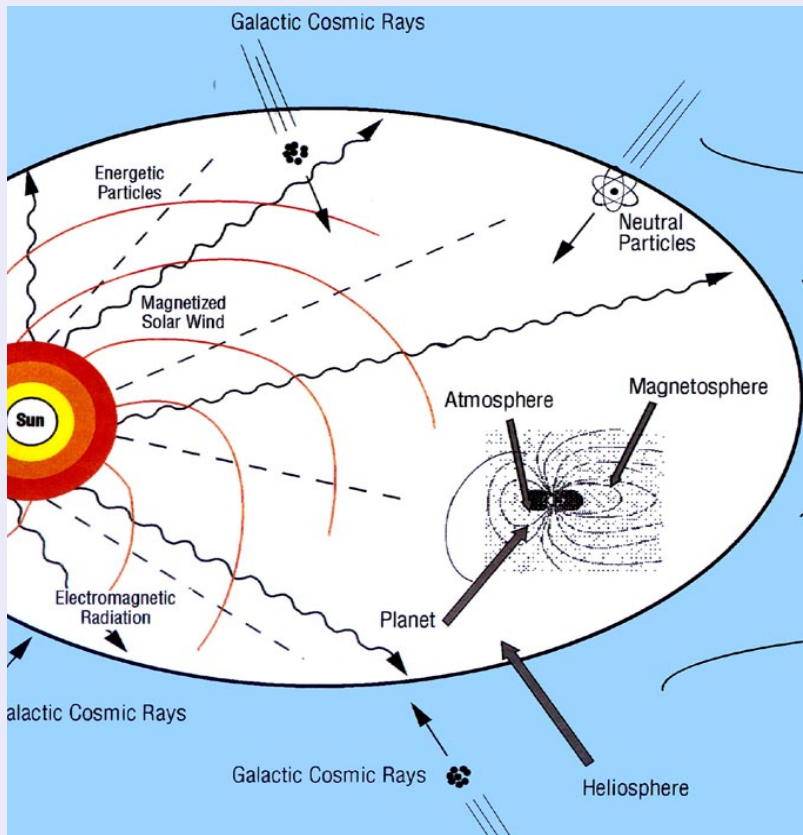 Galactic Cosmic Rays
Energetic
Particles
Neutral
Particles
Magnetized
Solar Wind
Atmosphere
Magnetosphere
Sun
Electromagnetic
Radiation
Planet
alactic Cosmic Rays
Galactic Cosmic Rays
Heliosphere